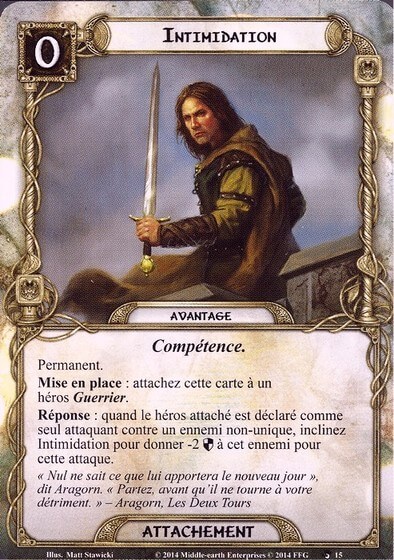 0
INTIMIDATION
AVANTAGE
Compétence.
Permanent.
Mise en place : attachez cette carte à un
héros Guerrier.
Réponse : quand le héros attaché est déclaré comme
seul attaquant contre un ennemi non-unique, inclinez
Intimidation pour donner -2 à cet ennemi pour
cette attaque.
« Nul ne sait ce que lui apportera le nouveau jour »,
dit Aragorn. « Partez, avant qu'il ne tourne à votre
détriment. » – Aragorn, Les Deux Tours
ATTACHEMENT
Illus. Matt Stawicki © 2014 Middle-earth Enterprises © 2014 FFG 15